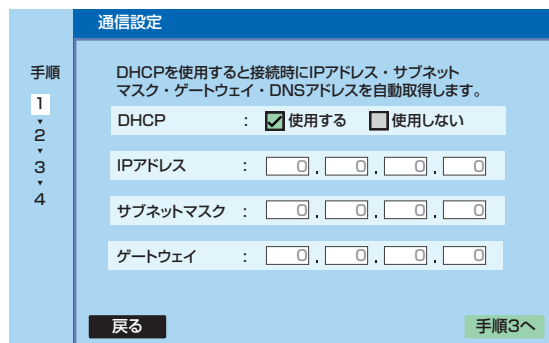 通信設定
手順
1
2
3
4
DHCPを使用すると接続時にIPアドレス・サブネット
マスク・ゲートウェイ・DNSアドレスを自動取得します。
DHCP : 使用する 使用しない
IPアドレス : 0 . 0 . 0 . 0
サブネットマスク : 0 . 0 . 0 . 0
ゲートウェイ : 0 . 0 . 0 . 0
戻る 手順3へ